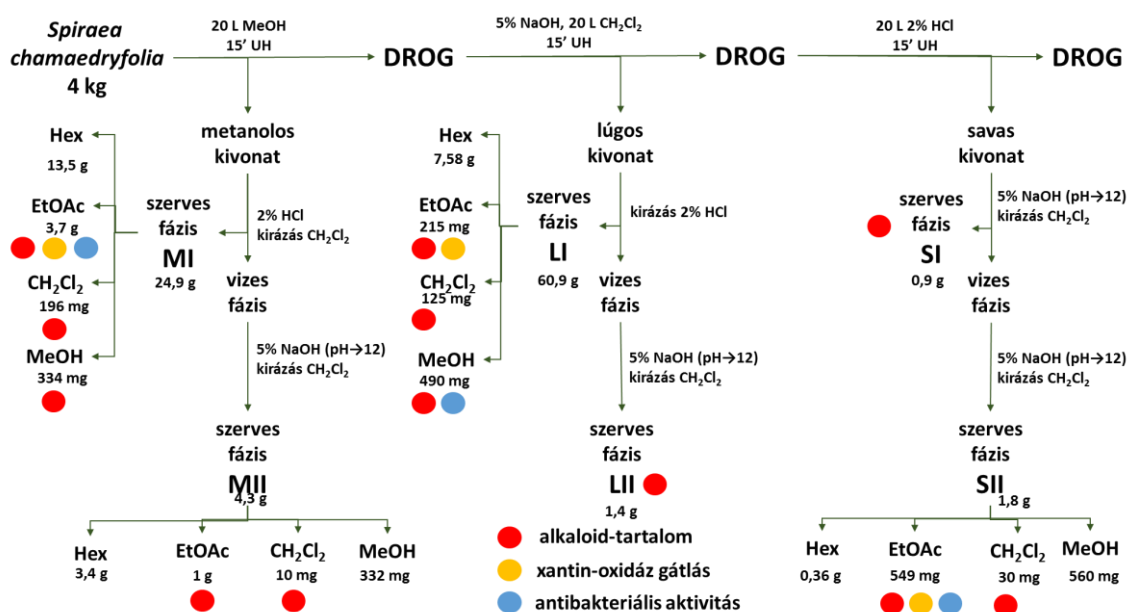 Spiraea
chamaedryfolia
4 kg
20 L MeOH
15’ UH
DROG
5% NaOH, 20 L CH₂Cl₂
15’ UH
DROG
20 L 2% HCl
15’ UH
DROG
metanolos
kivonat
2% HCl
kirázás CH₂Cl₂
szerves
fázis
MI
24,9 g
Hex
13,5 g
EtOAc
3,7 g
CH₂Cl₂
196 mg
MeOH
334 mg
vizes
fázis
5% NaOH (pH→12)
kirázás CH₂Cl₂
szerves
fázis
MII
4,3 g
Hex
3,4 g
EtOAc
1 g
CH₂Cl₂
10 mg
MeOH
332 mg
lúgos
kivonat
kirázás 2% HCl
szerves
fázis
LI
60,9 g
Hex
7,58 g
EtOAc
215 mg
CH₂Cl₂
125 mg
MeOH
490 mg
vizes
fázis
5% NaOH (pH→12)
kirázás CH₂Cl₂
szerves
fázis
LII
1,4 g
savas
kivonat
5% NaOH (pH→12)
kirázás CH₂Cl₂
szerves
fázis
SI
0,9 g
vizes
fázis
5% NaOH (pH→12)
kirázás CH₂Cl₂
szerves
fázis
SII
1,8 g
Hex
0,36 g
EtOAc
549 mg
CH₂Cl₂
30 mg
MeOH
560 mg
alkaloid-tartalom
xantin-oxidáz gátlás
antibakteriális aktivitás